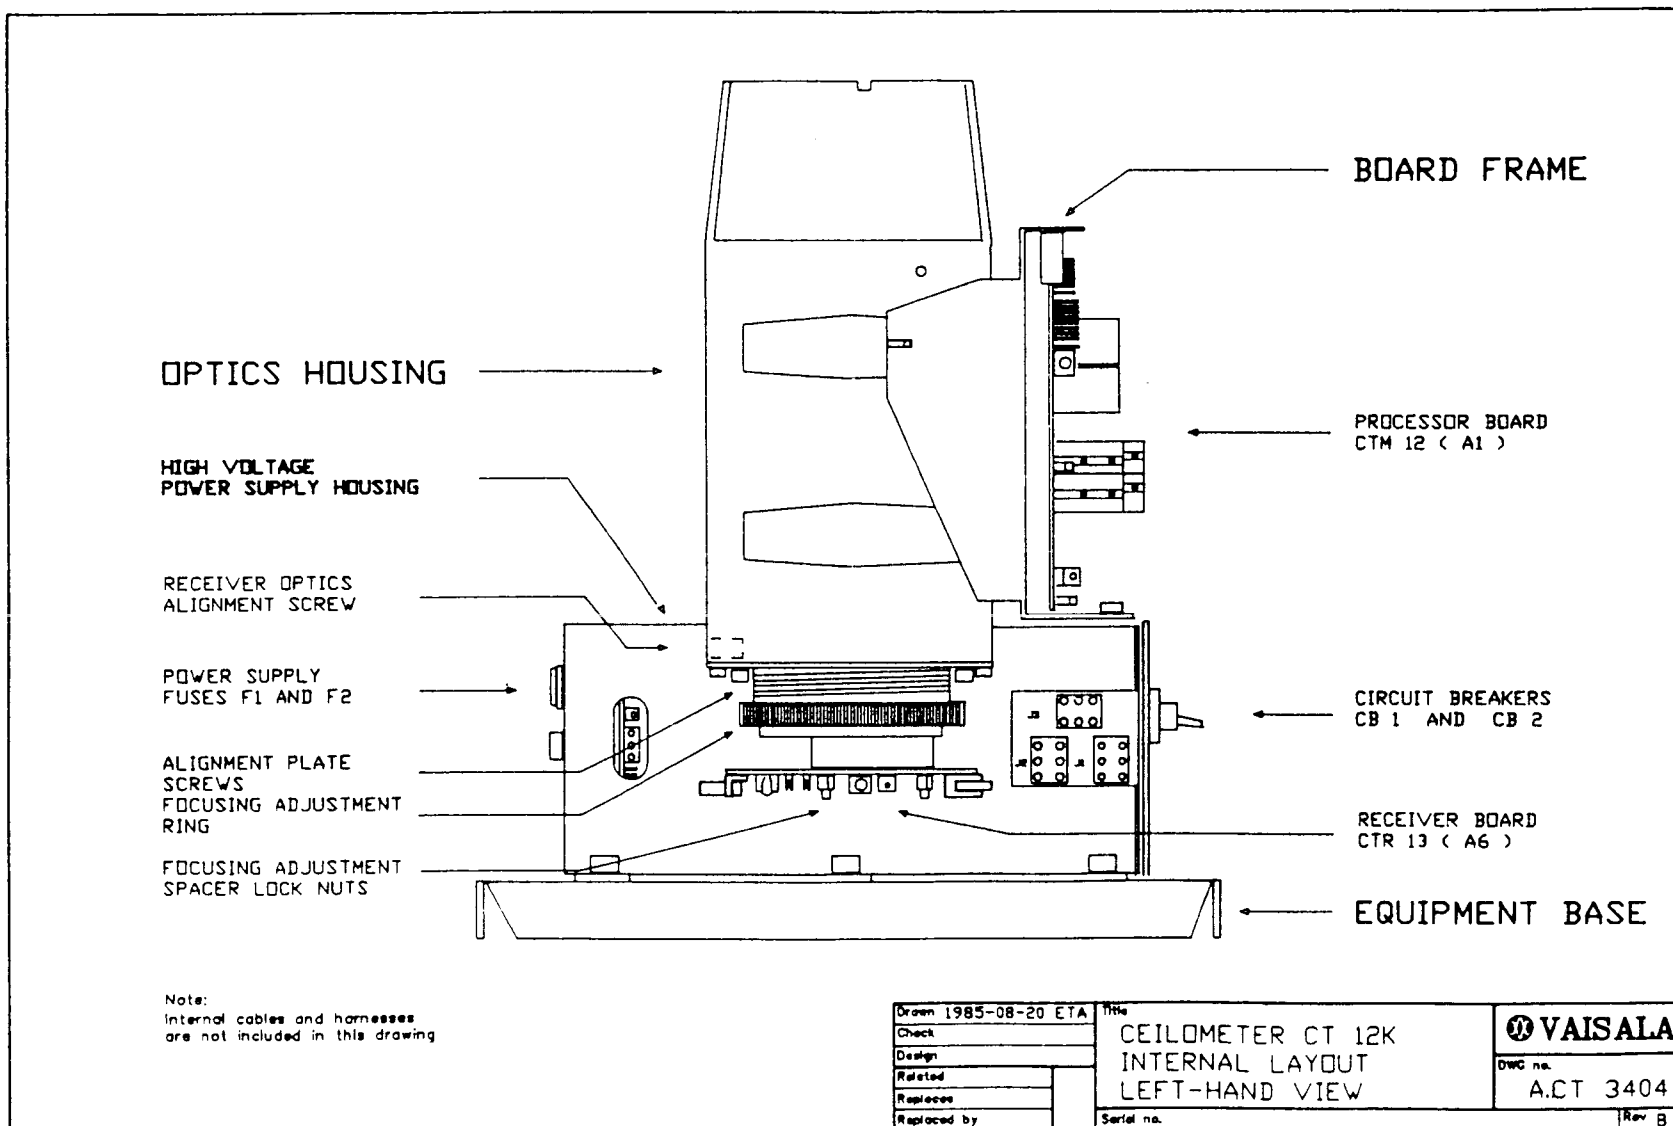 BOARD FRAME
OPTICS HOUSING
PROCESSOR BOARD
CTM 12 ( A1 )
HIGH VOLTAGE
POWER SUPPLY HOUSING
RECEIVER OPTICS
ALIGNMENT SCREW
POWER SUPPLY
FUSES F1 AND F2
CIRCUIT BREAKERS
CB 1 AND CB 2
J3
ALIGNMENT PLATE
SCREWS
FOCUSING ADJUSTMENT
RING
RECEIVER BOARD
CTR 13 ( A6 )
FOCUSING ADJUSTMENT
SPACER LOCK NUTS
EQUIPMENT BASE
Note:
Internal cables and harnesses
are not included in this drawing
Drawn 1985-08-20 ETA
Check
Design
Related
Replaces
Replaced by
Title
CEILOMETER CT 12K
INTERNAL LAYOUT
LEFT-HAND VIEW
Serial no.
VAISALA
DWG no.
A.CT 3404
Rev B